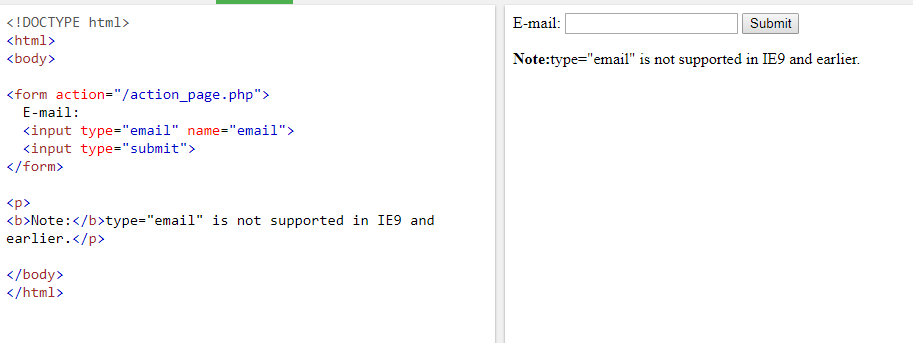 <!DOCTYPE html>
<html>
<body>
<form action="/action_page.php">
  E-mail:
  <input type="email" name="email">
  <input type="submit">
</form>
<p>
<b>Note:</b>type="email" is not supported in IE9 and
earlier.</p>
</body>
</html>
E-mail: Submit
Note:type="email" is not supported in IE9 and earlier.